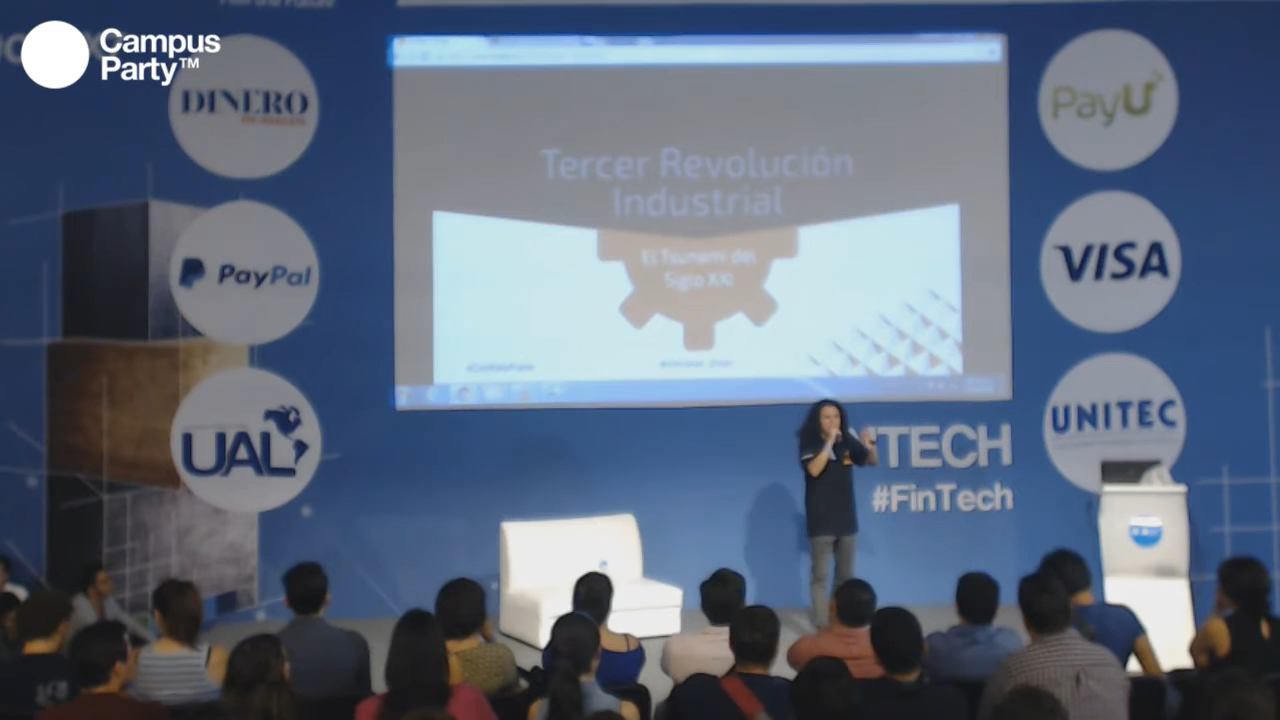 Campus
Party™
DINERO
PayPal
UAL
Tercer Revolución
Industrial
El Tsunami del
Siglo XXI
PayU
VISA
UNITEC
TECH
#FinTech